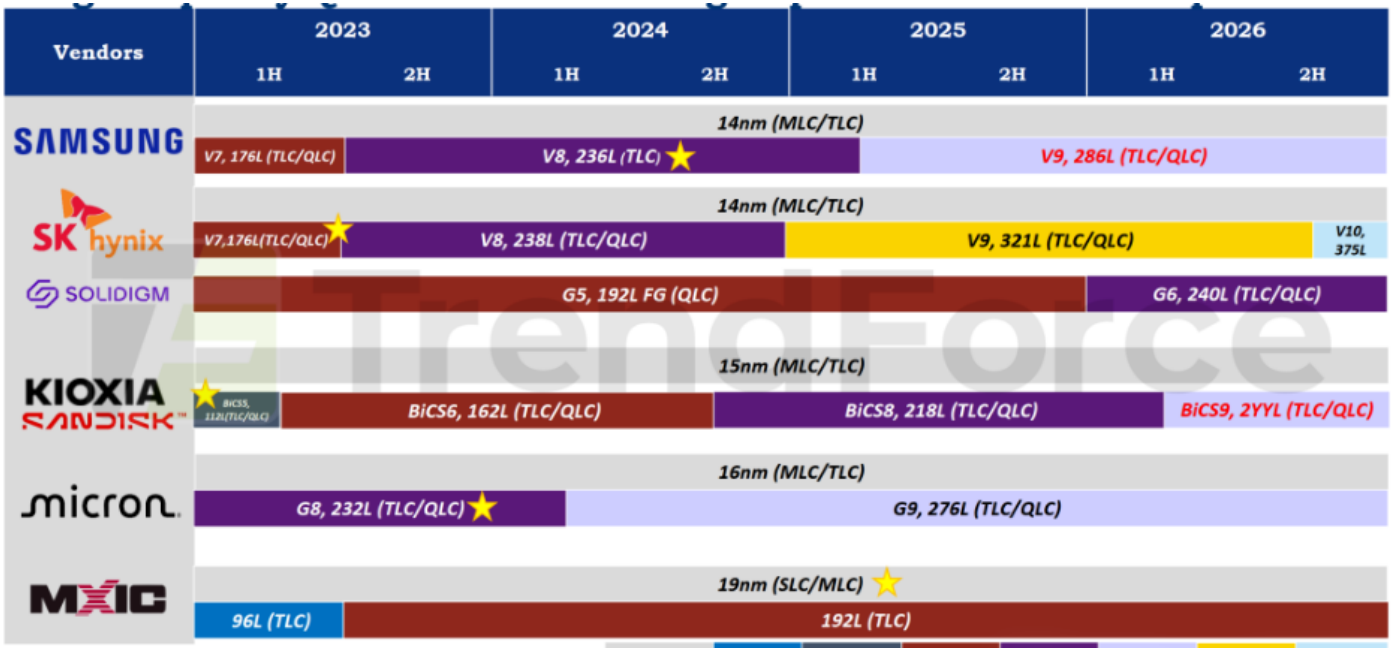 Vendors
2023
2024
2025
2026
1H
2H
1H
2H
1H
2H
1H
2H
SAMSUNG
14nm (MLC/TLC)
V7, 176L (TLC/QLC)
V8, 236L (TLC)
V9, 286L (TLC/QLC)
SK hynix
14nm (MLC/TLC)
V7,176L(TLC/QLC)
V8, 238L (TLC/QLC)
V9, 321L (TLC/QLC)
V10,
375L
SOLIDIGM
G5, 192L FG (QLC)
G6, 240L (TLC/QLC)
TrendForce
KIOXIA
SANDISK™
15nm (MLC/TLC)
BiCS5,
112L(TLC/QLC)
BiCS6, 162L (TLC/QLC)
BiCS8, 218L (TLC/QLC)
BiCS9, 2YYL (TLC/QLC)
micron.
16nm (MLC/TLC)
G8, 232L (TLC/QLC)
G9, 276L (TLC/QLC)
MXIC
19nm (SLC/MLC)
96L (TLC)
192L (TLC)